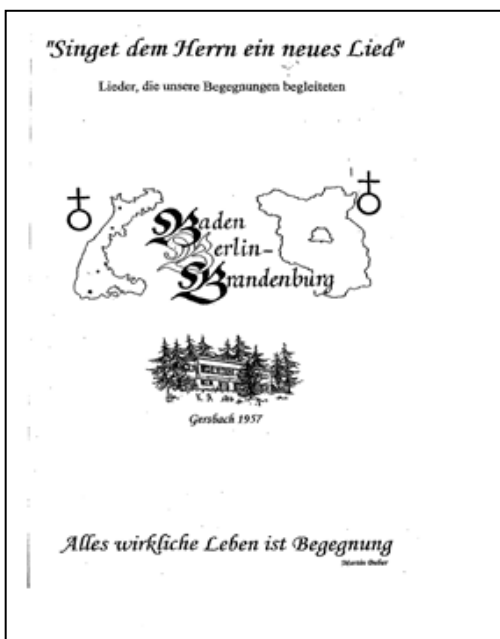 "Singet dem Herrn ein neues Lied"
Lieder, die unsere Begegnungen begleiteten
Baden
Berlin-
Brandenburg
Gersbach 1957
Alles wirkliche Leben ist Begegnung
Martin Buber